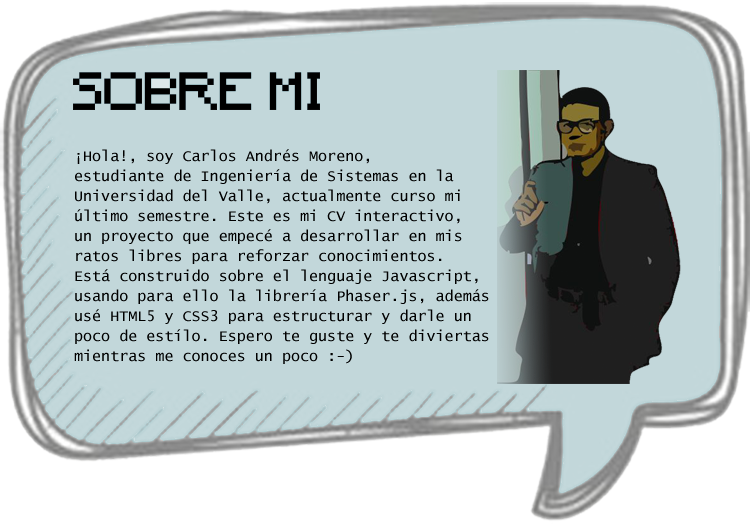 SOBRE MI
¡Hola!, soy Carlos Andrés Moreno,
estudiante de Ingeniería de Sistemas en la
Universidad del Valle, actualmente curso mi
último semestre. Este es mi CV interactivo,
un proyecto que empecé a desarrollar en mis
ratos libres para reforzar conocimientos.
Está construido sobre el lenguaje Javascript,
usando para ello la librería Phaser.js, además
usé HTML5 y CSS3 para estructurar y darle un
poco de estílo. Espero te guste y te diviertas
mientras me conoces un poco :-)